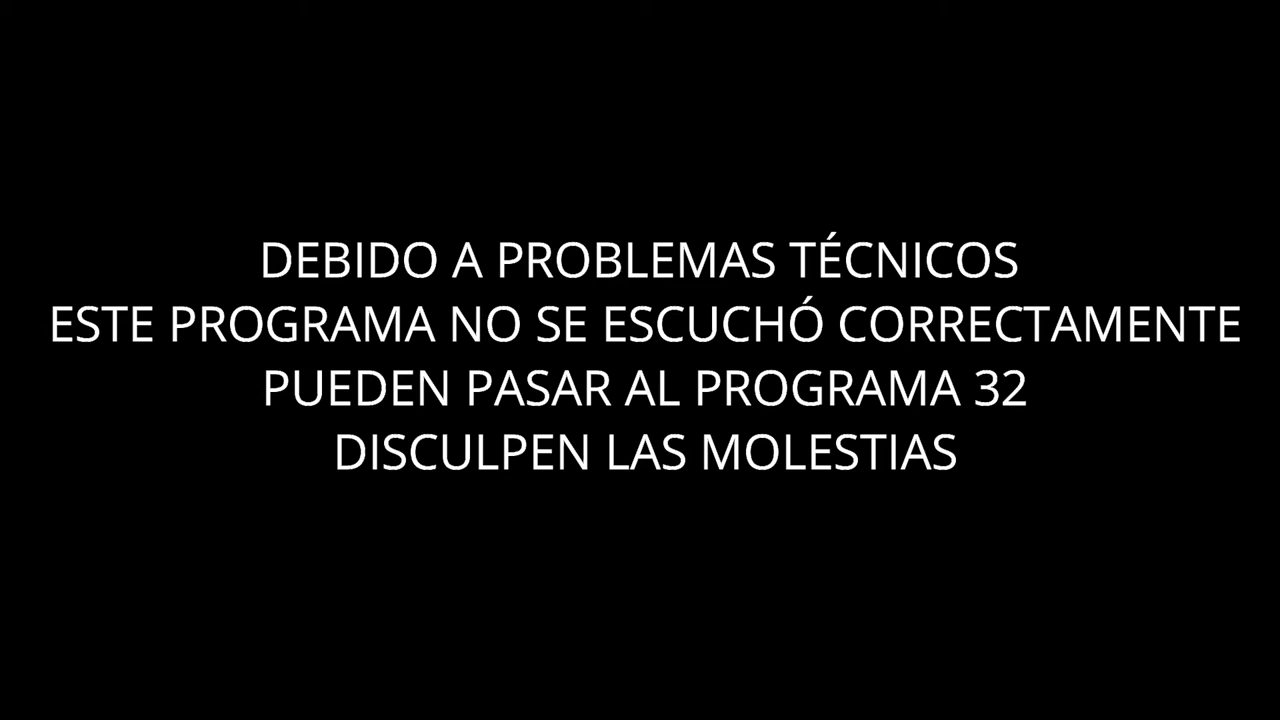 DEBIDO A PROBLEMAS TÉCNICOS
ESTE PROGRAMA NO SE ESCUCHÓ CORRECTAMENTE
PUEDEN PASAR AL PROGRAMA 32
DISCULPEN LAS MOLESTIAS